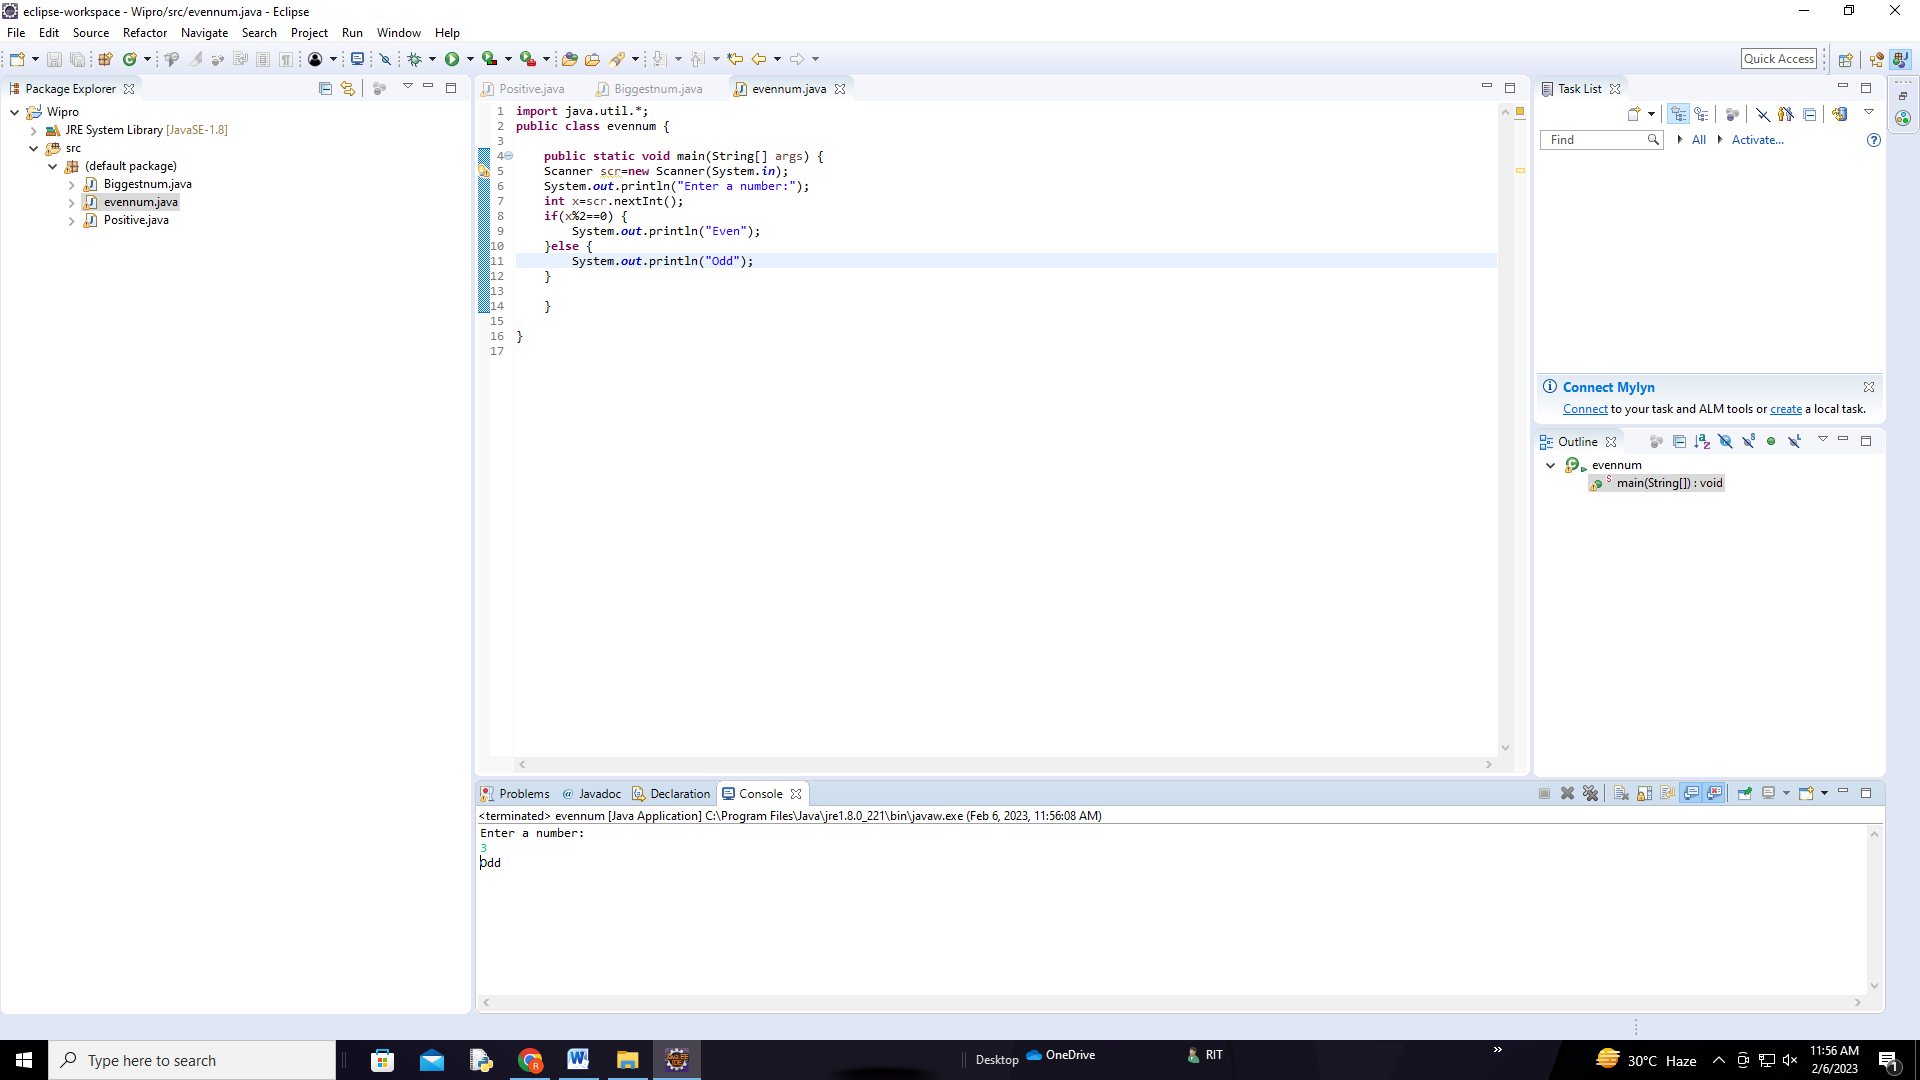 eclipse-workspace - Wipro/src/evennum.java - Eclipse
File Edit Source Refactor Navigate Search Project Run Window Help
Quick Access
Package Explorer
Wipro
JRE System Library [JavaSE-1.8]
src
(default package)
Biggestnum.java
evennum.java
Positive.java
Positive.java Biggestnum.java evennum.java
1 import java.util.*;
2 public class evennum {
3
4 public static void main(String[] args) {
5 Scanner scr=new Scanner(System.in);
6 System.out.println("Enter a number:");
7 int x=scr.nextInt();
8 if(x%2==0) {
9 System.out.println("Even");
10 }else {
11 System.out.println("Odd");
12 }
13
14 }
15
16 }
17
Task List
Find All Activate...
Connect Mylyn
Connect to your task and ALM tools or create a local task.
Outline
evennum
main(String[]) : void
Problems Javadoc Declaration Console
<terminated> evennum [Java Application] C:\Program Files\Java\jre1.8.0_221\bin\javaw.exe (Feb 6, 2023, 11:56:08 AM)
Enter a number:
3
Odd
Type here to search
Desktop OneDrive RIT
30°C Haze
11:56 AM
2/6/2023
1